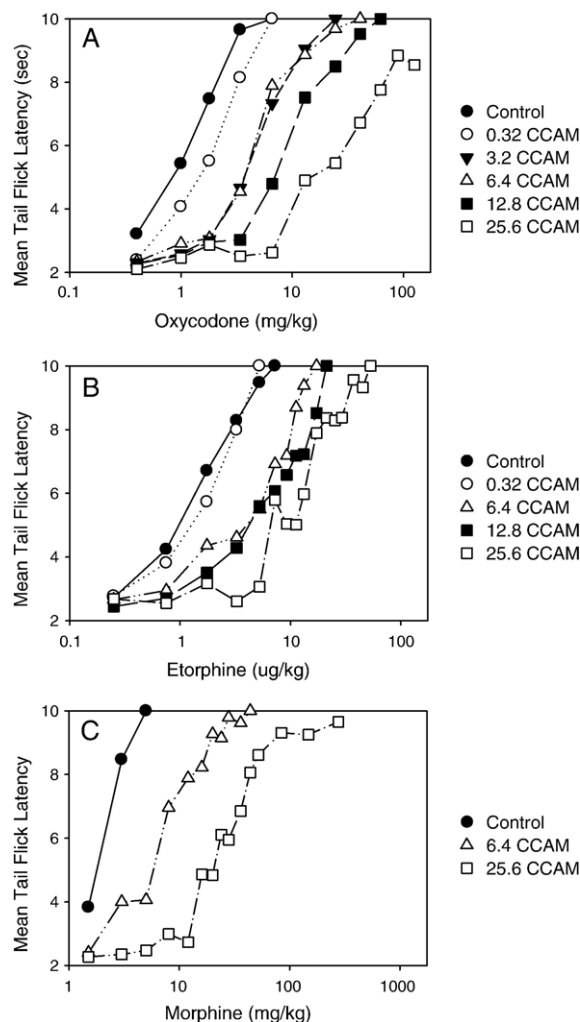 A
10
8
6
4
2
Mean Tail Flick Latency (sec)
0.1 1 10 100
Oxycodone (mg/kg)
Control
0.32 CCAM
3.2 CCAM
6.4 CCAM
12.8 CCAM
25.6 CCAM
B
10
8
6
4
2
Mean Tail Flick Latency
0.1 1 10 100
Etorphine (ug/kg)
Control
0.32 CCAM
6.4 CCAM
12.8 CCAM
25.6 CCAM
C
10
8
6
4
2
Mean Tail Flick Latency
1 10 100 1000
Morphine (mg/kg)
Control
6.4 CCAM
25.6 CCAM